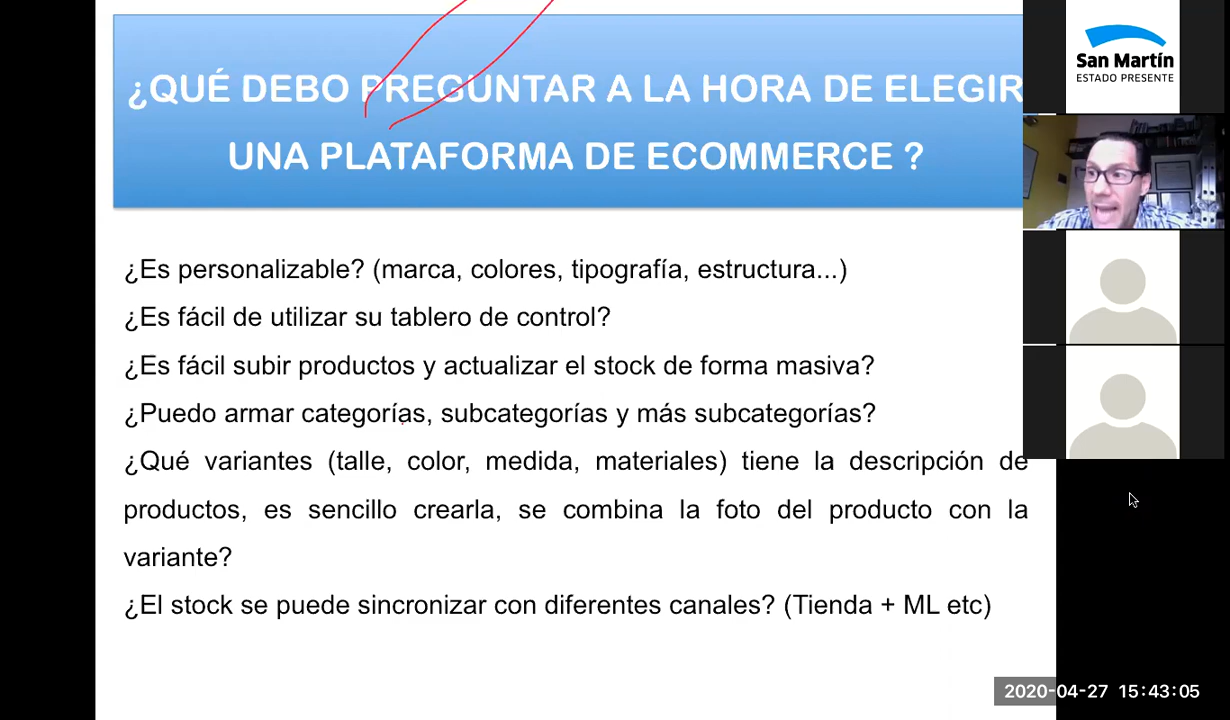 ¿QUÉ DEBO PREGUNTAR A LA HORA DE ELEGIR
UNA PLATAFORMA DE ECOMMERCE ?
San Martín
ESTADO PRESENTE
¿Es personalizable? (marca, colores, tipografía, estructura...)
¿Es fácil de utilizar su tablero de control?
¿Es fácil subir productos y actualizar el stock de forma masiva?
¿Puedo armar categorías, subcategorías y más subcategorías?
¿Qué variantes (talle, color, medida, materiales) tiene la descripción de
productos, es sencillo crearla, se combina la foto del producto con la
variante?
¿El stock se puede sincronizar con diferentes canales? (Tienda + ML etc)
2020-04-27 15:43:05